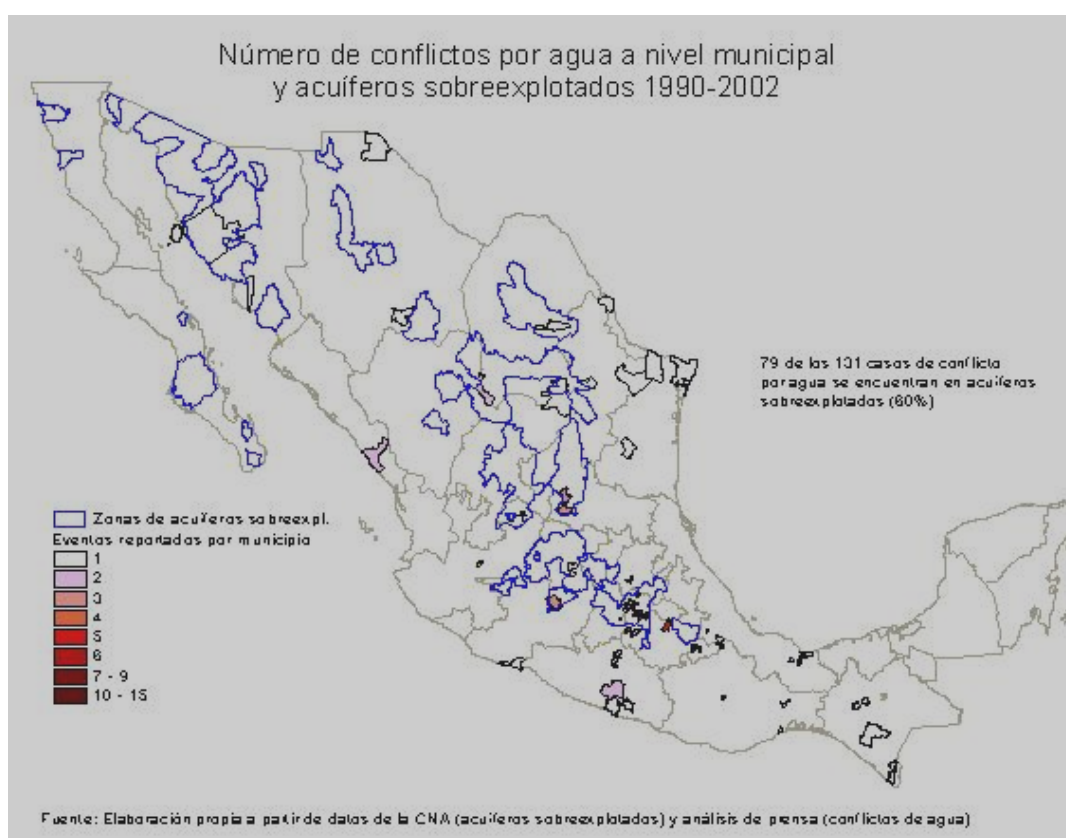 Número de conflictos por agua a nivel municipal
y acuíferos sobreexplotados 1990-2002
79 de los 131 casos de conflicto
por agua se encuentran en acuíferos
sobreexplotados (60%)
Zonas de acuíferos sobreexpl.
Eventos reportados por municipio
1
2
3
4
5
6
7 - 9
10 - 15
Fuente: Elaboración propia a partir de datos de la CNA (acuíferos sobreexplotados) y análisis de prensa (conflictos de agua)